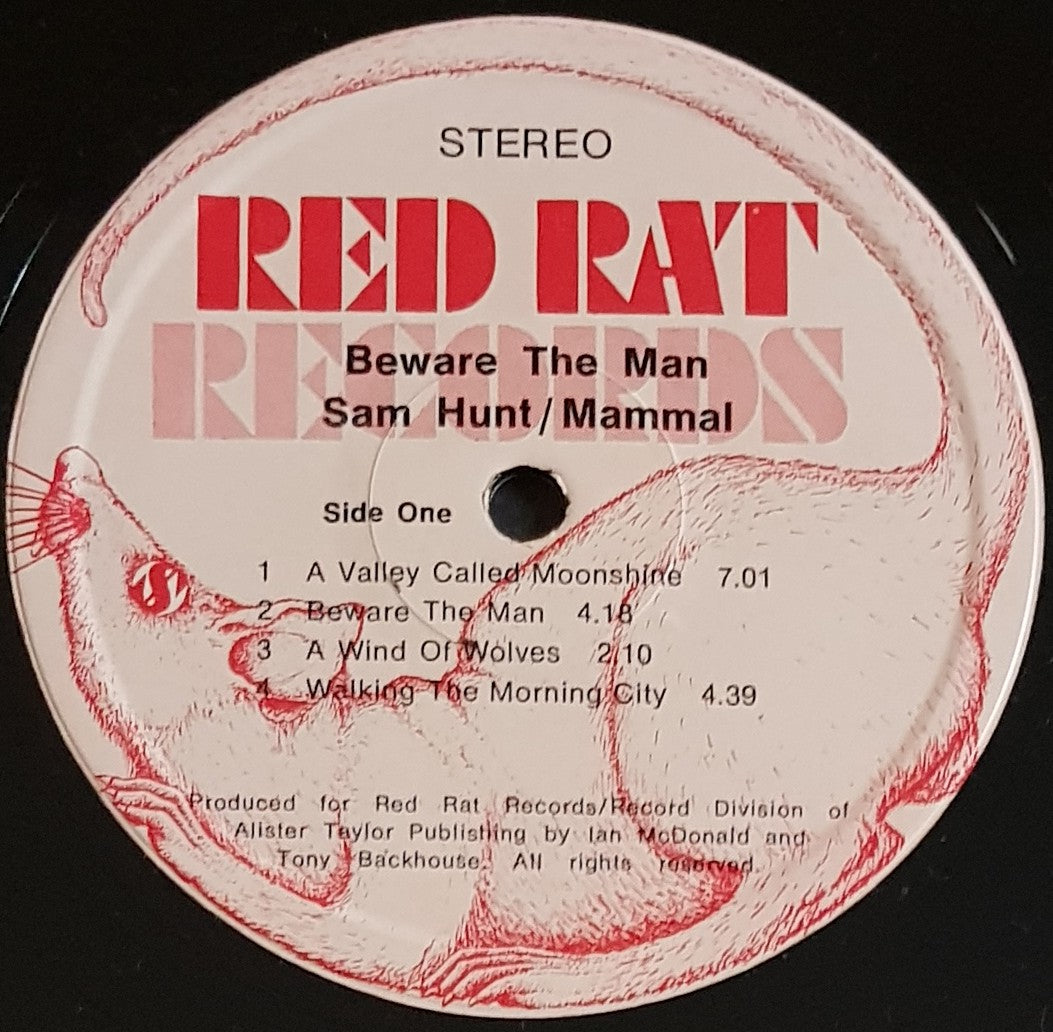 STEREO
RED RAT
RECORDS
Beware The Man
Sam Hunt/Mammal
Side One
1 A Valley Called Moonshine 7.01
2 Beware The Man 4.18
3 A Wind Of Wolves 2.10
4 Walking The Morning City 4.39
Produced for Red Rat Records/Record Division of
Alister Taylor Publishing by Ian McDonald and
Tony Backhouse. All rights reserved.